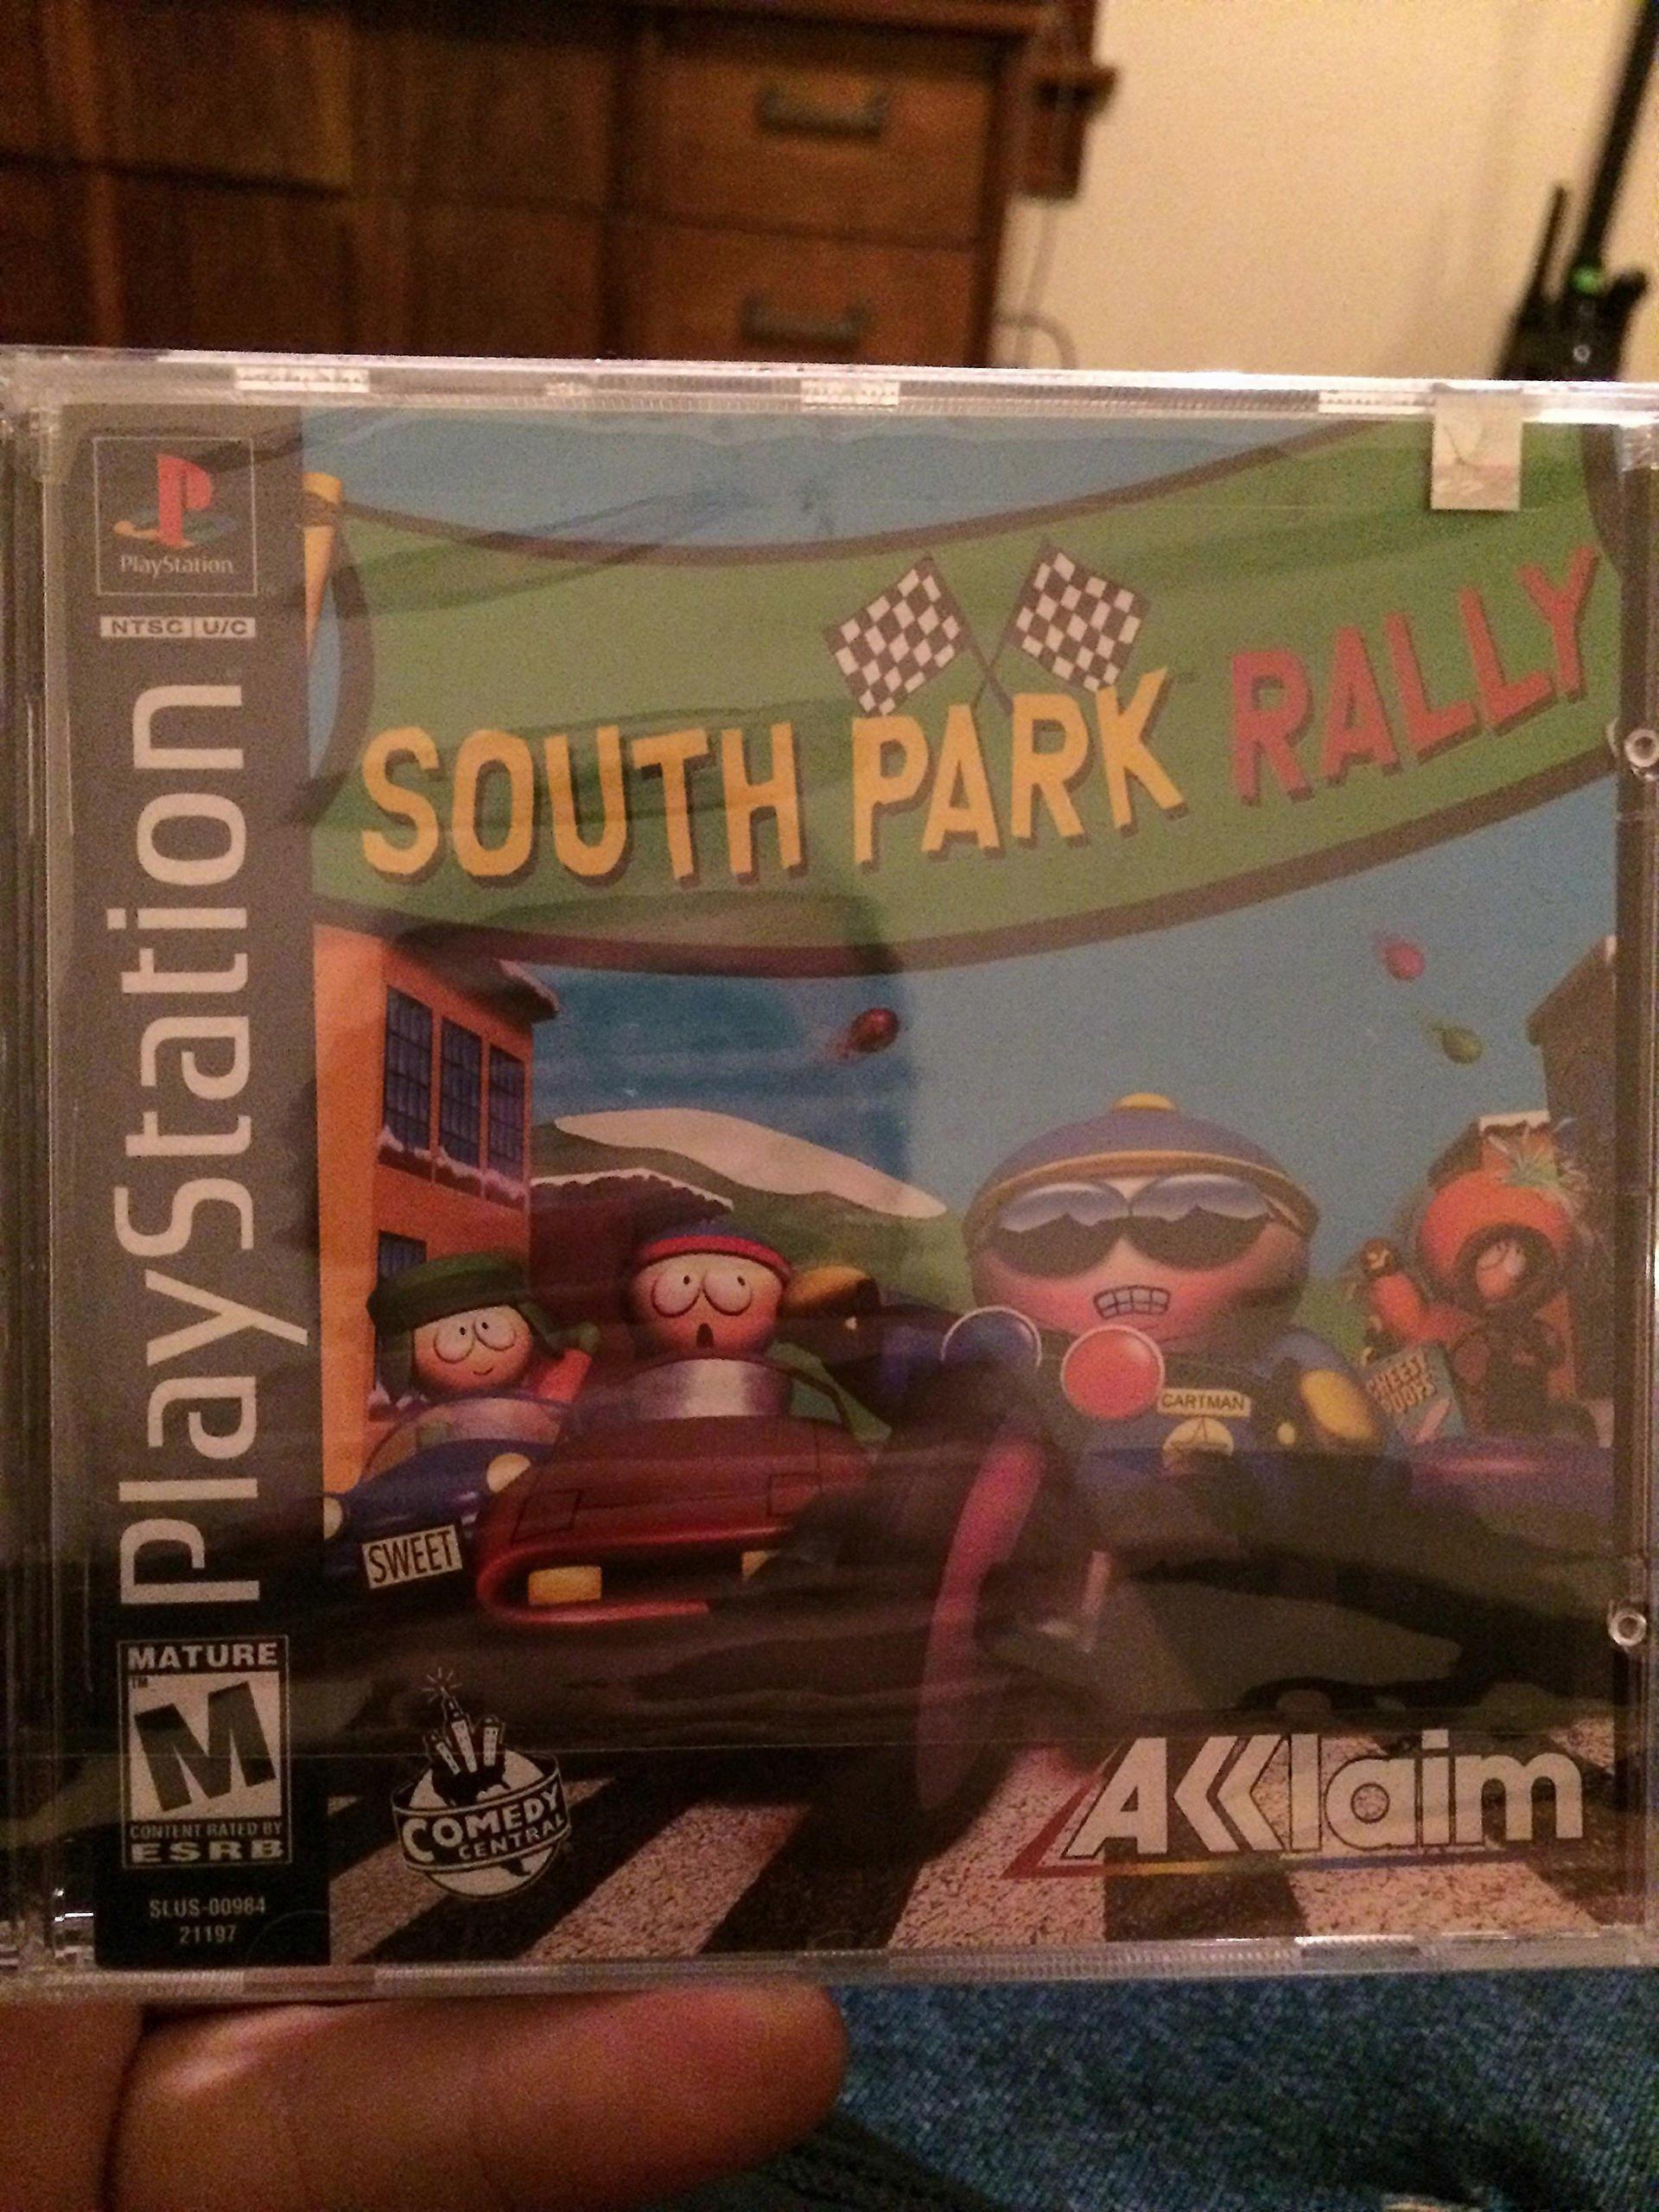 PlayStation
NTSC U/C
PlayStation
SOUTH PARK RALLY
CARTMAN
CHEESY
POOFS
SWEET
MATURE
TM
M
CONTENT RATED BY
ESRB
SLUS-00984
21197
COMEDY
CENTRAL
AKKlaim